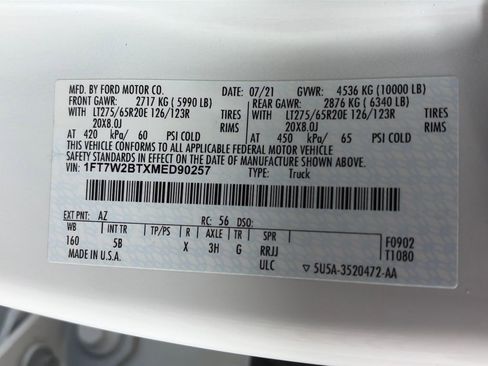 MFD. BY FORD MOTOR CO. DATE: 07/21 GVWR: 4536 KG (10000 LB)
FRONT GAWR: 2717 KG ( 5990 LB) REAR GAWR: 2876 KG ( 6340 LB)
WITH LT275/65R20E 126/123R TIRES WITH LT275/65R20E 126/123R TIRES
20X8.0J RIMS 20X8.0J RIMS
AT 420 kPa/ 60 PSI COLD AT 450 kPa/ 65 PSI COLD
THIS VEHICLE CONFORMS TO ALL APPLICABLE FEDERAL MOTOR VEHICLE
SAFETY STANDARDS IN EFFECT ON THE DATE OF MANUFACTURE SHOWN ABOVE.
VIN: 1FT7W2BTXMED90257 TYPE: Truck
EXT PNT: AZ RC: 56 DSO:
WB INT TR TP/PS R AXLE TR SPR F0902
160 5B X 3H G RRJJ T1080
MADE IN U.S.A. ULC ▽ 5U5A-3520472-AA